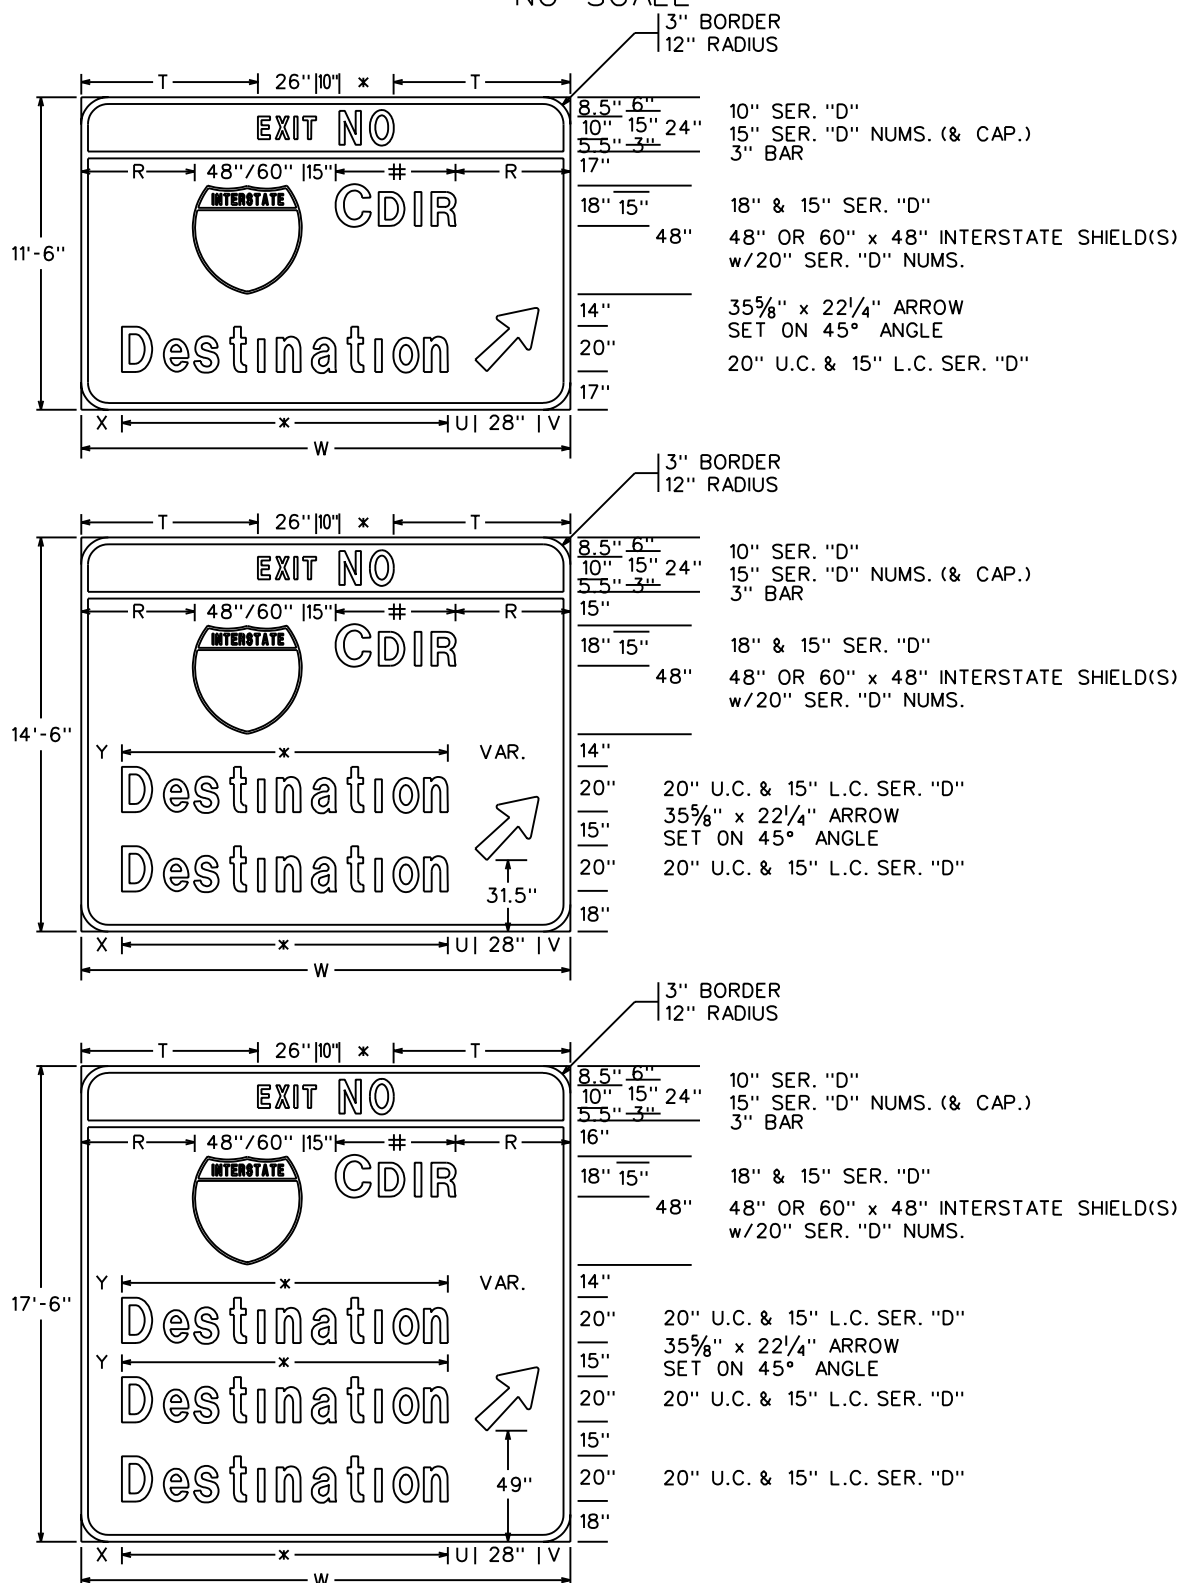 NO SCALE
3" BORDER
12" RADIUS
T 26" 10" * T
EXIT NO
8.5" 6"
10" 15" 24"
5.5" 3"
10" SER. "D"
15" SER. "D" NUMS. (& CAP.)
3" BAR
R 48"/60" 15" # R
17"
INTERSTATE
CDIR
18" 15"
18" & 15" SER. "D"
11'-6"
48"
48" OR 60" x 48" INTERSTATE SHIELD(S)
w/20" SER. "D" NUMS.
14"
35⅝" x 22¼" ARROW
SET ON 45° ANGLE
Destination
20"
20" U.C. & 15" L.C. SER. "D"
17"
X * U 28" V
W
3" BORDER
12" RADIUS
T 26" 10" * T
EXIT NO
8.5" 6"
10" 15" 24"
5.5" 3"
10" SER. "D"
15" SER. "D" NUMS. (& CAP.)
3" BAR
R 48"/60" 15" # R
15"
INTERSTATE
CDIR
18" 15"
18" & 15" SER. "D"
48"
48" OR 60" x 48" INTERSTATE SHIELD(S)
w/20" SER. "D" NUMS.
14'-6"
Y * VAR.
14"
Destination
20"
20" U.C. & 15" L.C. SER. "D"
35⅝" x 22¼" ARROW
15"
SET ON 45° ANGLE
Destination
20"
20" U.C. & 15" L.C. SER. "D"
31.5"
18"
X * U 28" V
W
3" BORDER
12" RADIUS
T 26" 10" * T
EXIT NO
8.5" 6"
10" 15" 24"
5.5" 3"
10" SER. "D"
15" SER. "D" NUMS. (& CAP.)
3" BAR
R 48"/60" 15" # R
16"
INTERSTATE
CDIR
18" 15"
18" & 15" SER. "D"
48"
48" OR 60" x 48" INTERSTATE SHIELD(S)
w/20" SER. "D" NUMS.
Y * VAR.
14"
17'-6"
Destination
20"
20" U.C. & 15" L.C. SER. "D"
35⅝" x 22¼" ARROW
Y *
15"
SET ON 45° ANGLE
Destination
20"
20" U.C. & 15" L.C. SER. "D"
15"
Destination
49"
20"
20" U.C. & 15" L.C. SER. "D"
18"
X * U 28" V
W